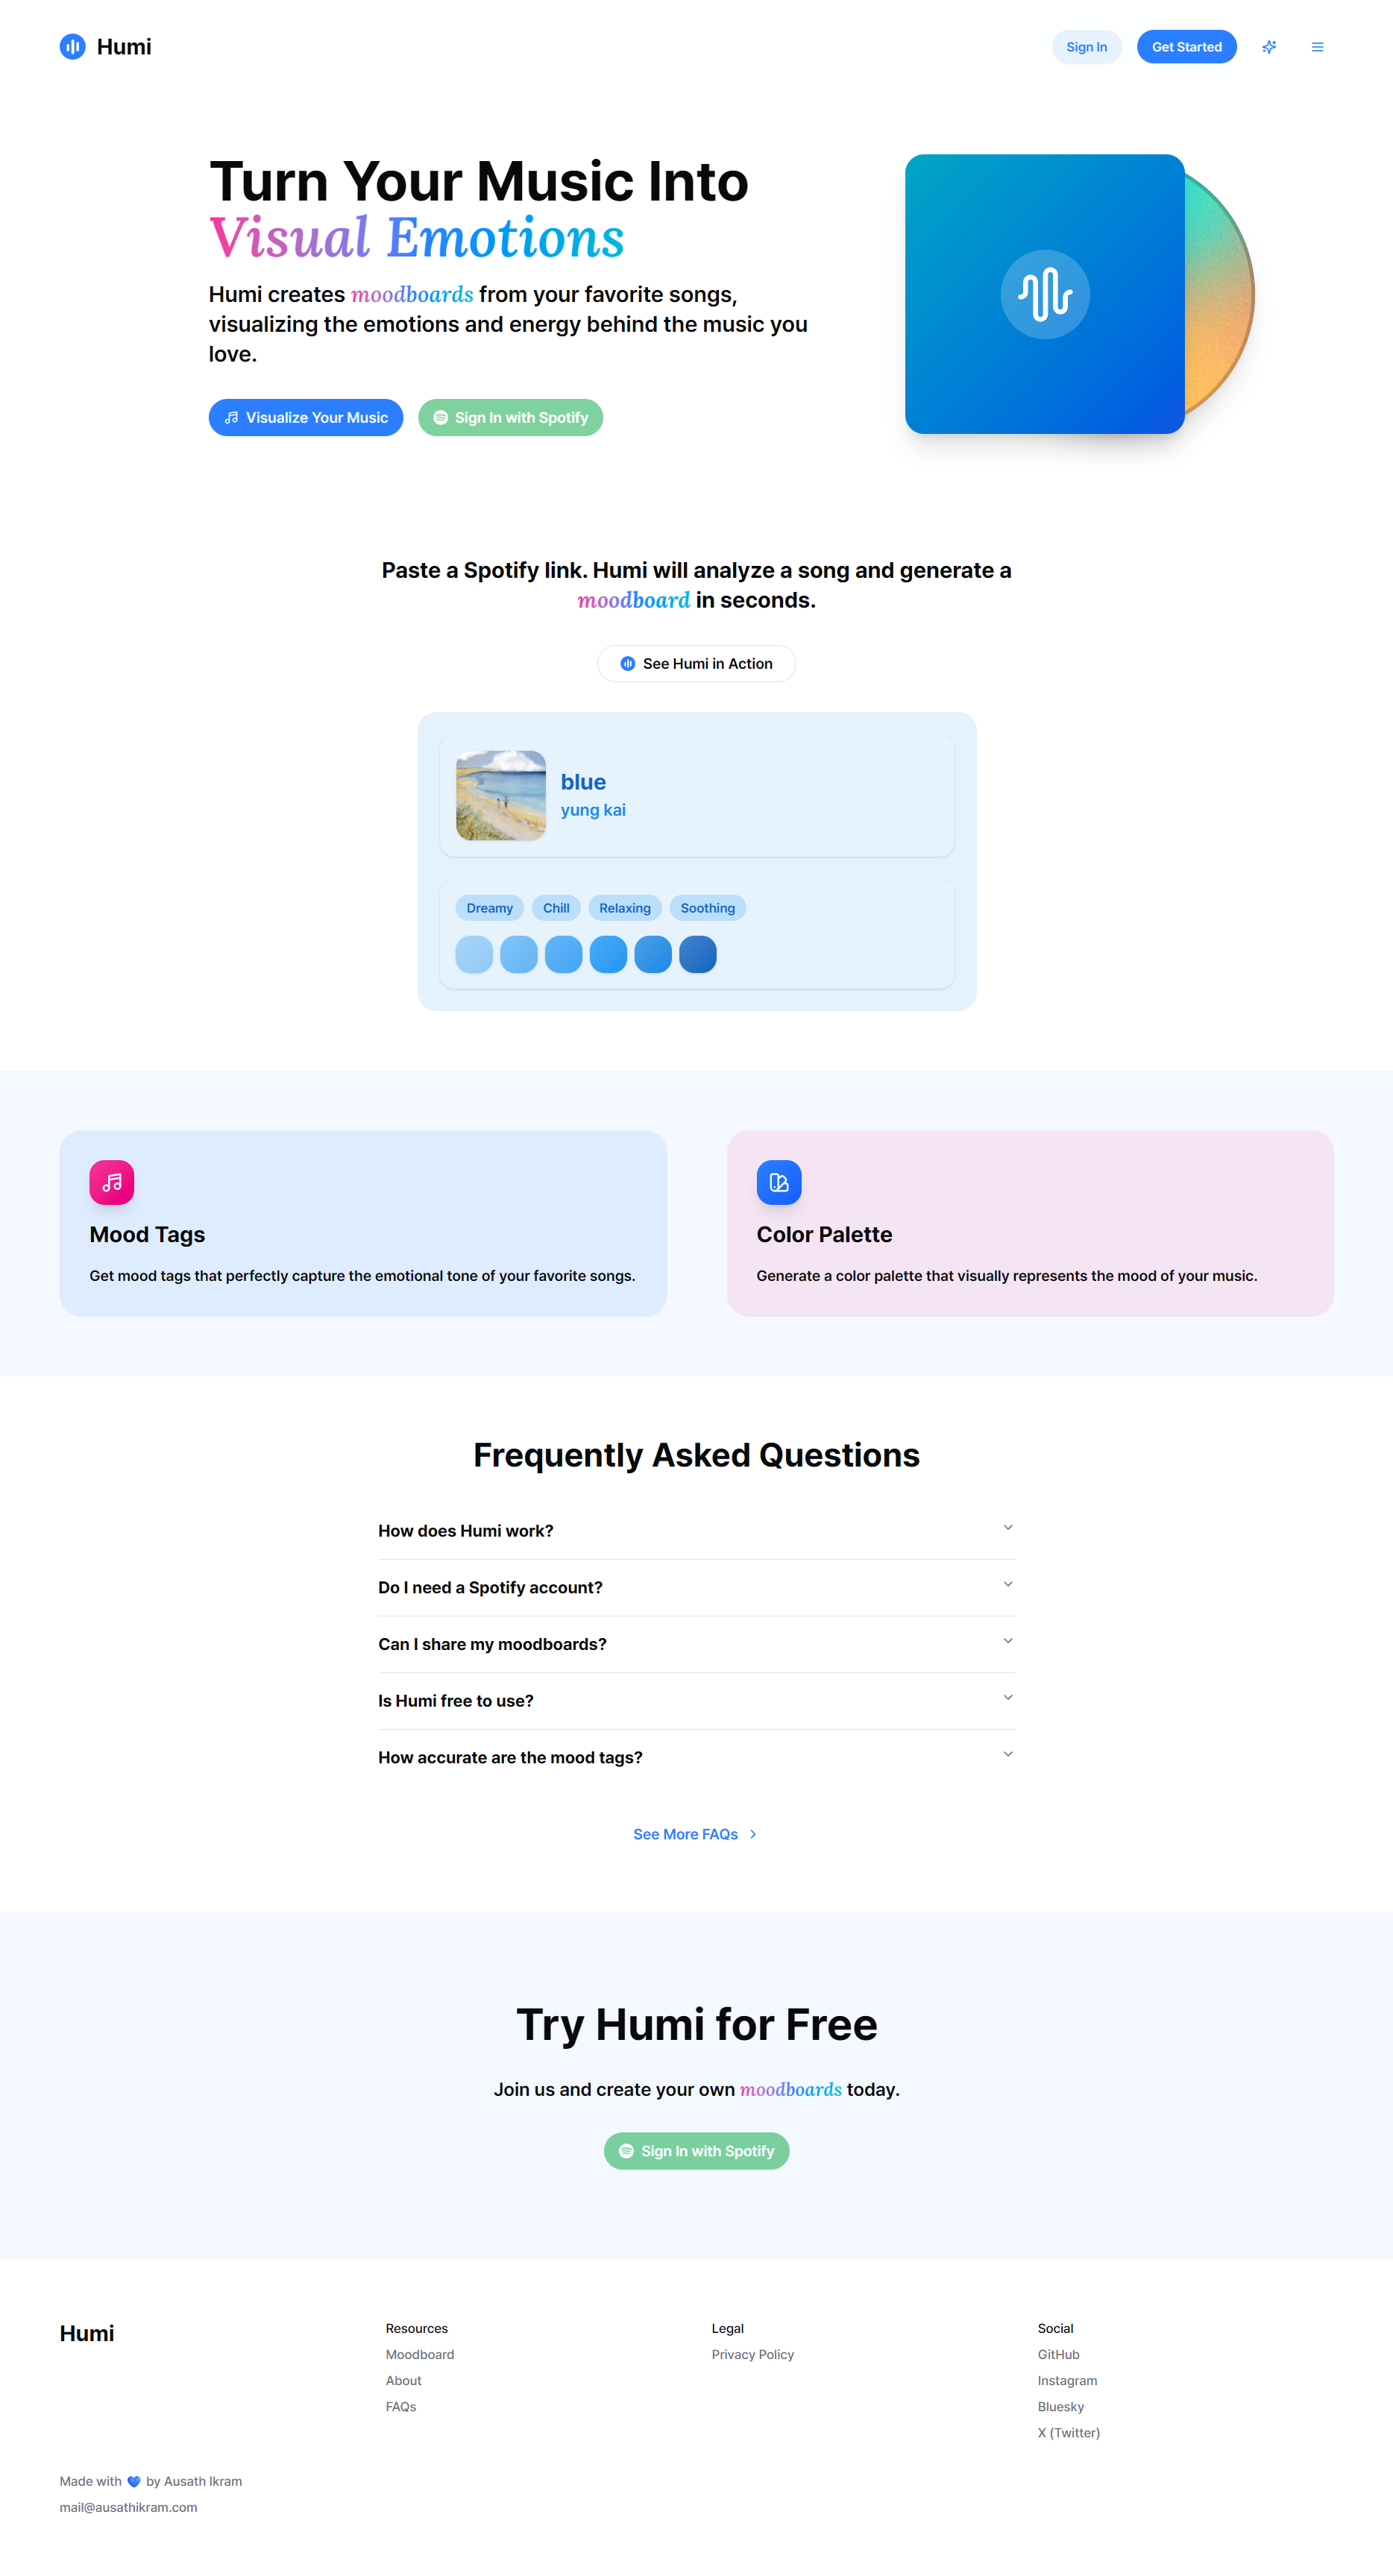 Humi
Sign In
Get Started
Turn Your Music Into
Visual Emotions
Humi creates moodboards from your favorite songs,
visualizing the emotions and energy behind the music you
love.
Visualize Your Music
Sign In with Spotify
Paste a Spotify link. Humi will analyze a song and generate a
moodboard in seconds.
See Humi in Action
blue
yung kai
Dreamy
Chill
Relaxing
Soothing
Mood Tags
Get mood tags that perfectly capture the emotional tone of your favorite songs.
Color Palette
Generate a color palette that visually represents the mood of your music.
Frequently Asked Questions
How does Humi work?
Do I need a Spotify account?
Can I share my moodboards?
Is Humi free to use?
How accurate are the mood tags?
See More FAQs
Try Humi for Free
Join us and create your own moodboards today.
Sign In with Spotify
Humi
Resources
Moodboard
About
FAQs
Legal
Privacy Policy
Social
GitHub
Instagram
Bluesky
X (Twitter)
Made with 💙 by Ausath Ikram
mail@ausathikram.com